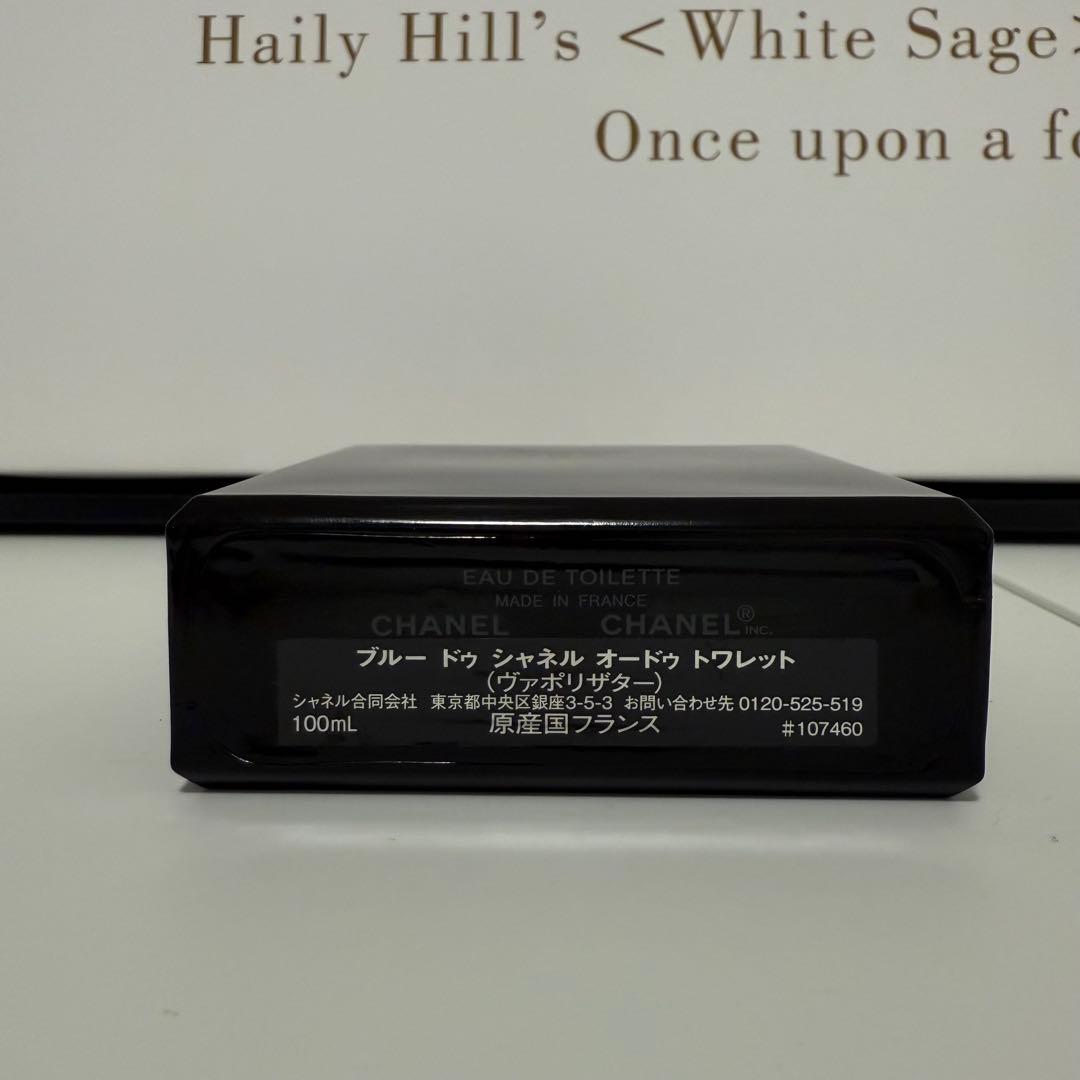 Haily Hill's <White Sage>
Once upon a
EAU DE TOILETTE
MADE IN FRANCE
CHANEL CHANEL® INC.
ブルー ドゥ シャネル オードゥ トワレット
(ヴァポリザター)
シャネル合同会社 東京都中央区銀座3-5-3 お問い合わせ先 0120-525-519
100mL 原産国フランス #107460